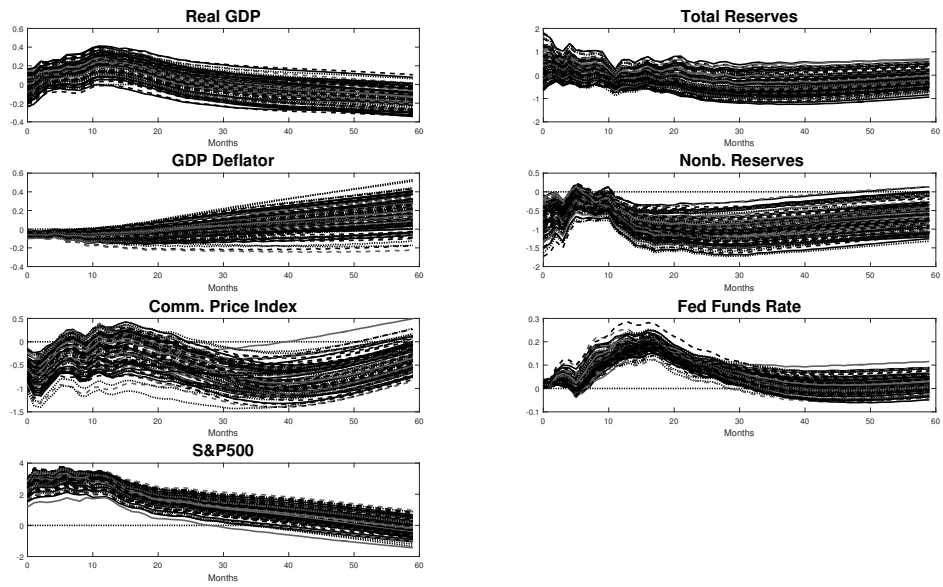 Real GDP
0.6
0.4
0.2
0
-0.2
-0.4
0 10 20 30 40 50 60
Months
Total Reserves
2
1
0
-1
-2
0 10 20 30 40 50 60
Months
GDP Deflator
0.6
0.4
0.2
0
-0.2
-0.4
0 10 20 30 40 50 60
Months
Nonb. Reserves
0.5
0
-0.5
-1
-1.5
-2
0 10 20 30 40 50 60
Months
Comm. Price Index
0.5
0
-0.5
-1
-1.5
0 10 20 30 40 50 60
Months
Fed Funds Rate
0.3
0.2
0.1
0
-0.1
0 10 20 30 40 50 60
Months
S&P500
4
2
0
-2
0 10 20 30 40 50 60
Months